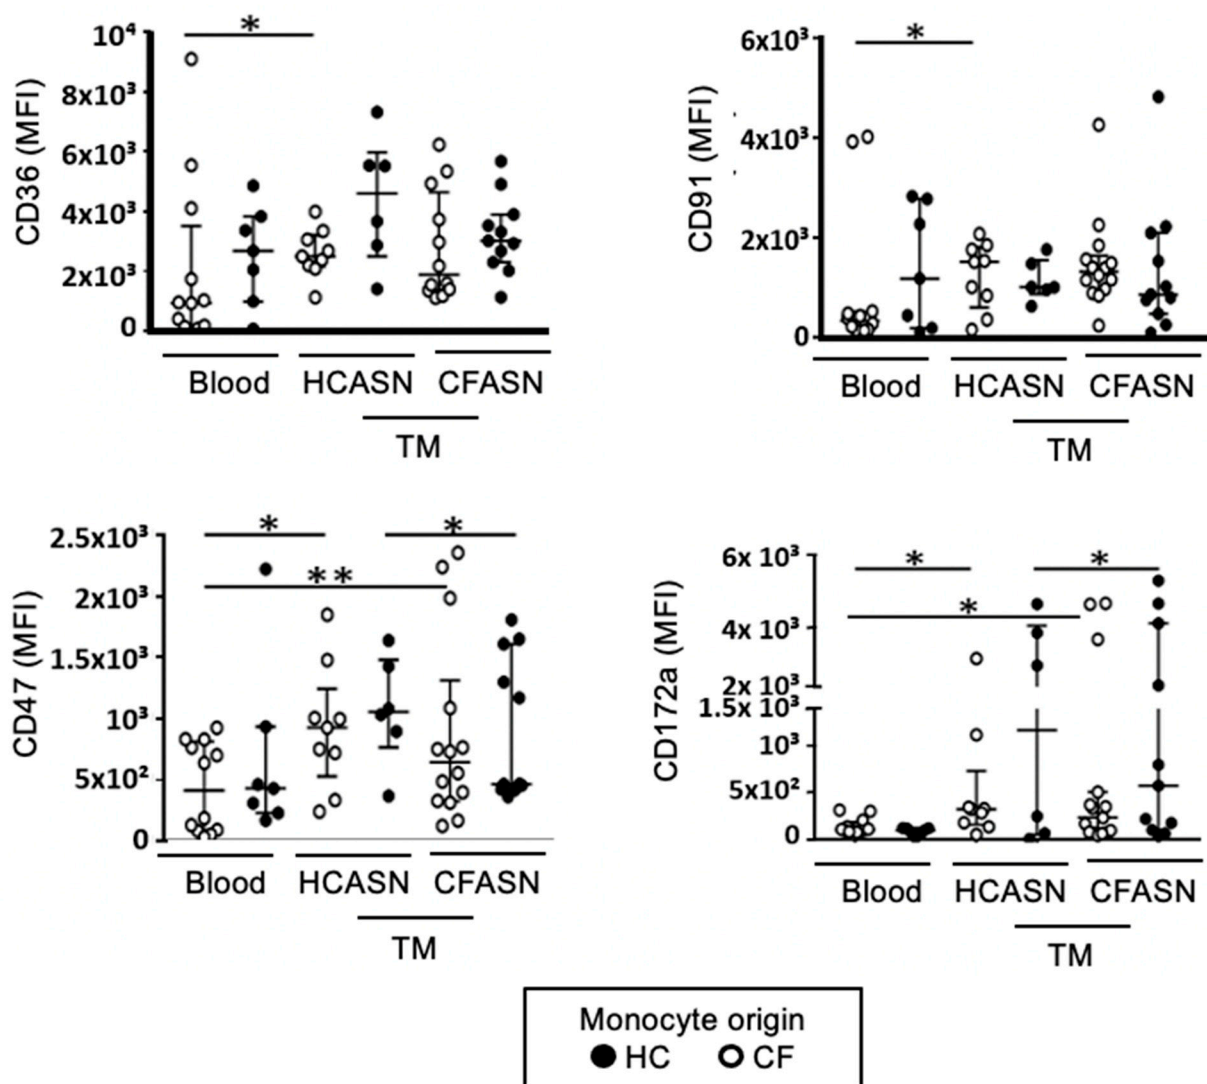 *
10⁴
8x10³
6x10³
4x10³
2x10³
0
CD36 (MFI)
Blood HCASN CFASN
TM
*
6x10³
4x10³
2x10³
0
CD91 (MFI)
Blood HCASN CFASN
TM
* *
**
2.5x10³
2x10³
1.5x10³
10³
5x10²
0
CD47 (MFI)
Blood HCASN CFASN
TM
* *
*
6x 10³
4x 10³
2x 10³
1.5x 10³
10³
5x10²
0
CD172a (MFI)
Blood HCASN CFASN
TM
Monocyte origin
HC CF